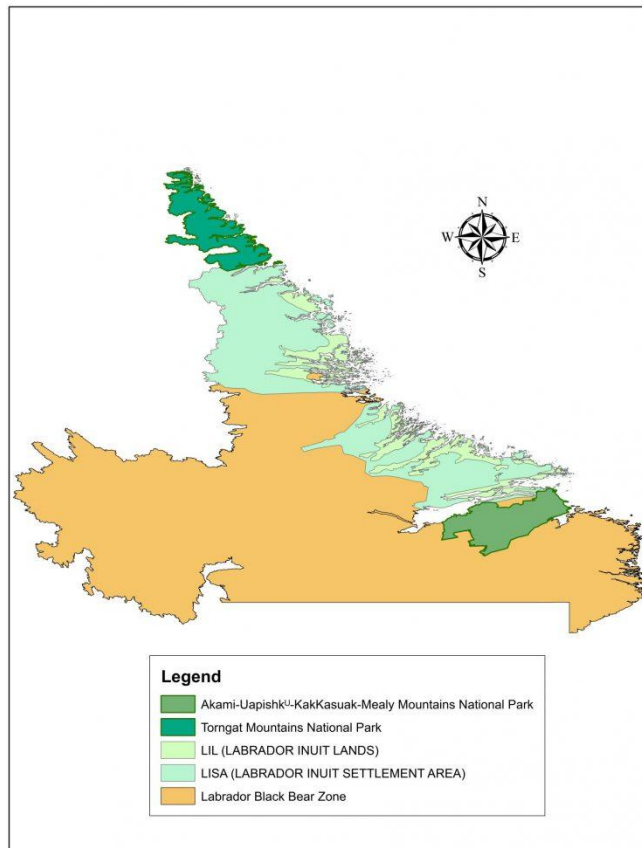 N
W E
S
Legend
Akami-Uapishkᵁ-KakKasuak-Mealy Mountains National Park
Torngat Mountains National Park
LIL (LABRADOR INUIT LANDS)
LISA (LABRADOR INUIT SETTLEMENT AREA)
Labrador Black Bear Zone